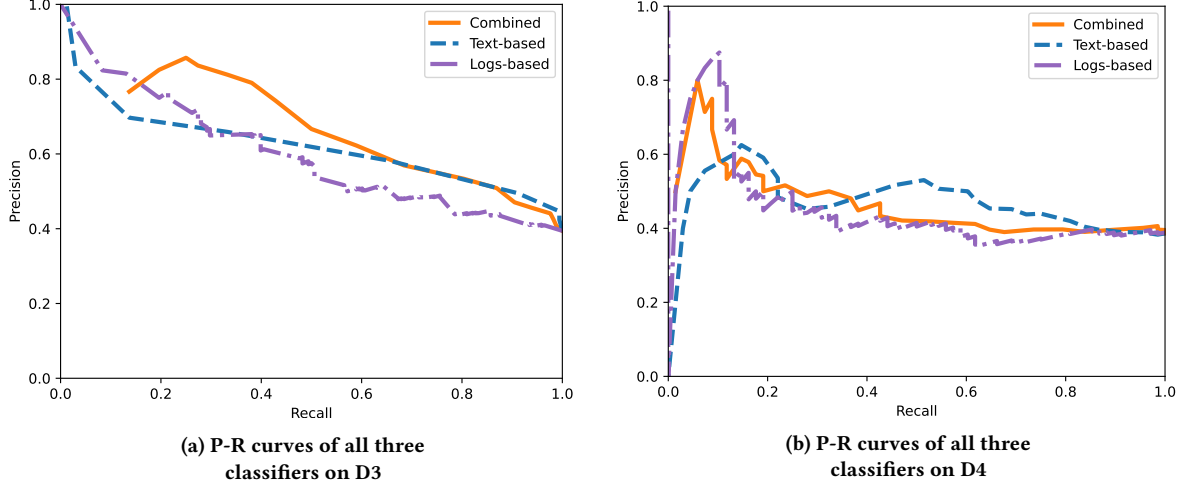 Combined
Text-based
Logs-based
1.0
0.8
0.6
0.4
0.2
0.0
Precision
0.0
0.2
0.4
0.6
0.8
1.0
Recall
(a) P-R curves of all three
classifiers on D3
Combined
Text-based
Logs-based
1.0
0.8
0.6
0.4
0.2
0.0
Precision
0.0
0.2
0.4
0.6
0.8
1.0
Recall
(b) P-R curves of all three
classifiers on D4